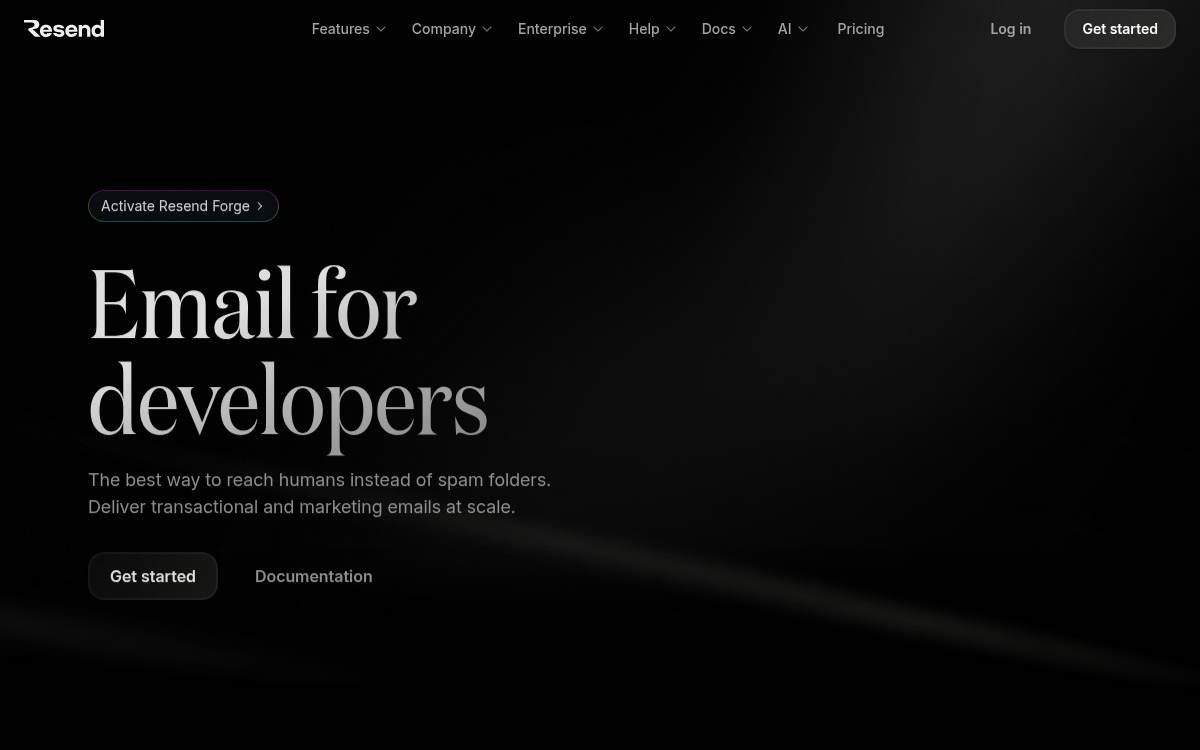 Resend
Features
Company
Enterprise
Help
Docs
AI
Pricing
Log in
Get started
Activate Resend Forge
Email for
developers
The best way to reach humans instead of spam folders.
Deliver transactional and marketing emails at scale.
Get started
Documentation